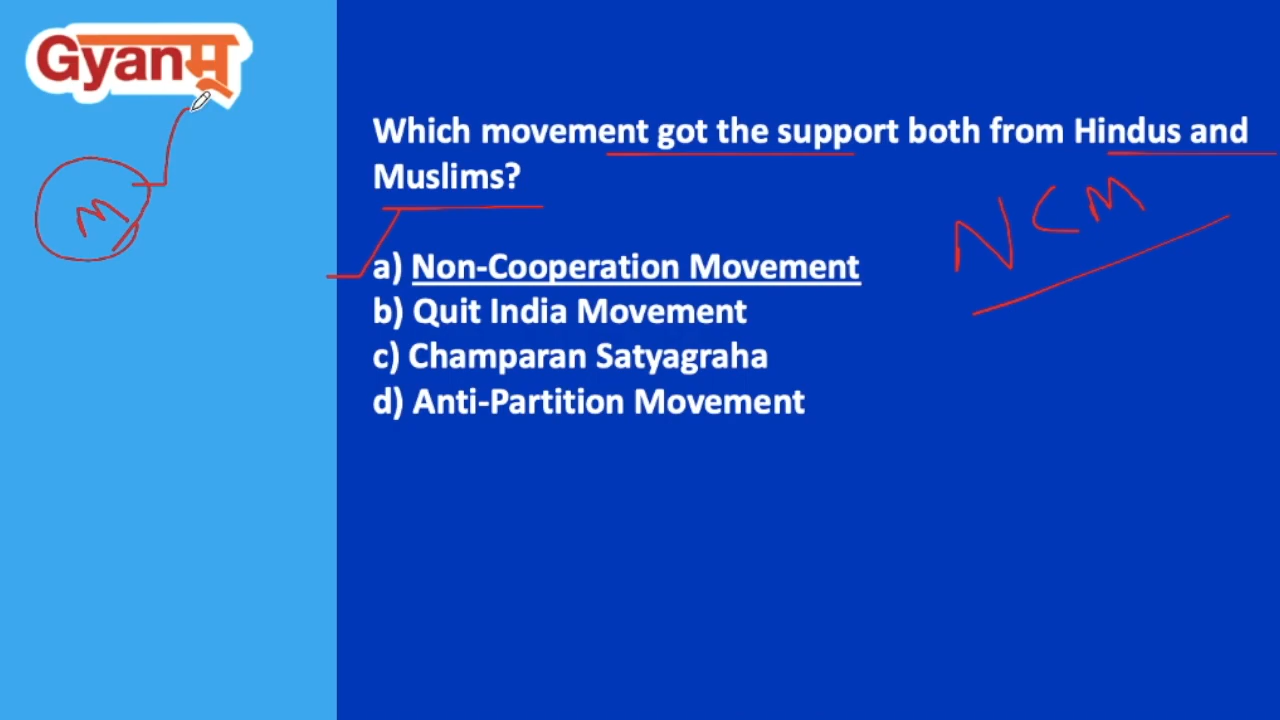 Gyanम्
Which movement got the support both from Hindus and
Muslims?
NCM
M
a) Non-Cooperation Movement
b) Quit India Movement
c) Champaran Satyagraha
d) Anti-Partition Movement